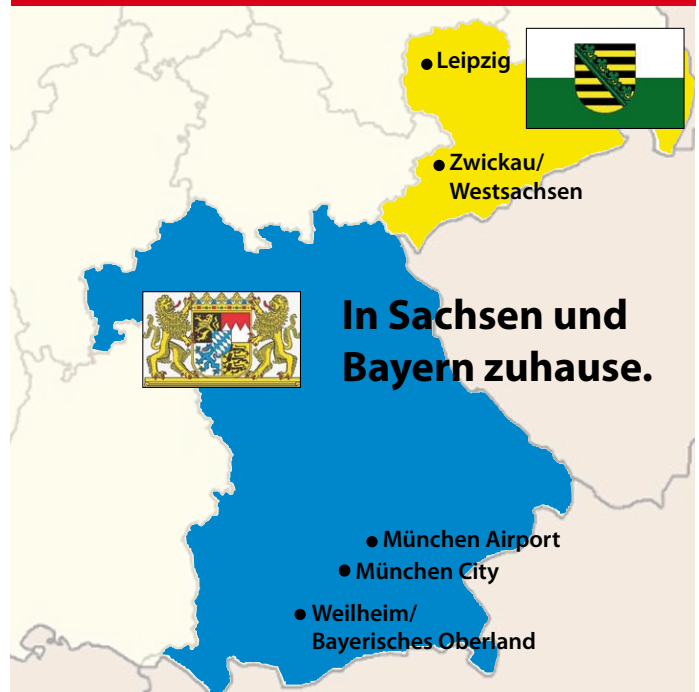 Leipzig
Zwickau/
Westsachsen
In Sachsen und
Bayern zuhause.
München Airport
München City
Weilheim/
Bayerisches Oberland